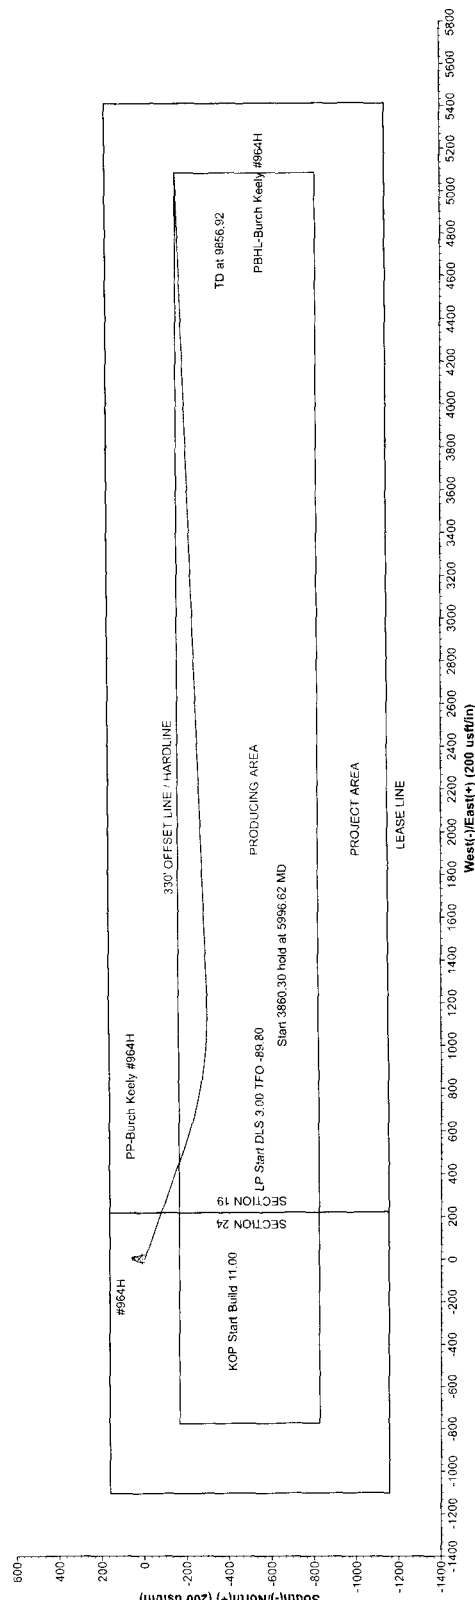 #964H
PP-Burch Keely #964H
330' OFFSET LINE / HARDLINE
TD at 9856.92
PBHL-Burch Keely #964H
KOP Start Build 11.00
SECTION 24
SECTION 19
LP Start DLS 3.00 TFO -89.80
Start 3860.30 hold at 5996.62 MD
PRODUCING AREA
PROJECT AREA
LEASE LINE
600
400
200
0
-200
-400
-600
-800
-1000
-1200
-1400
South(-)/North(+) (200 usft/in)
-1400 -1200 -1000 -800 -600 -400 -200 0 200 400 600 800 1000 1200 1400 1600 1800 2000 2200 2400 2600 2800 3000 3200 3400 3600 3800 4000 4200 4400 4600 4800 5000 5200 5400 5600 5800
West(-)/East(+) (200 usft/in)